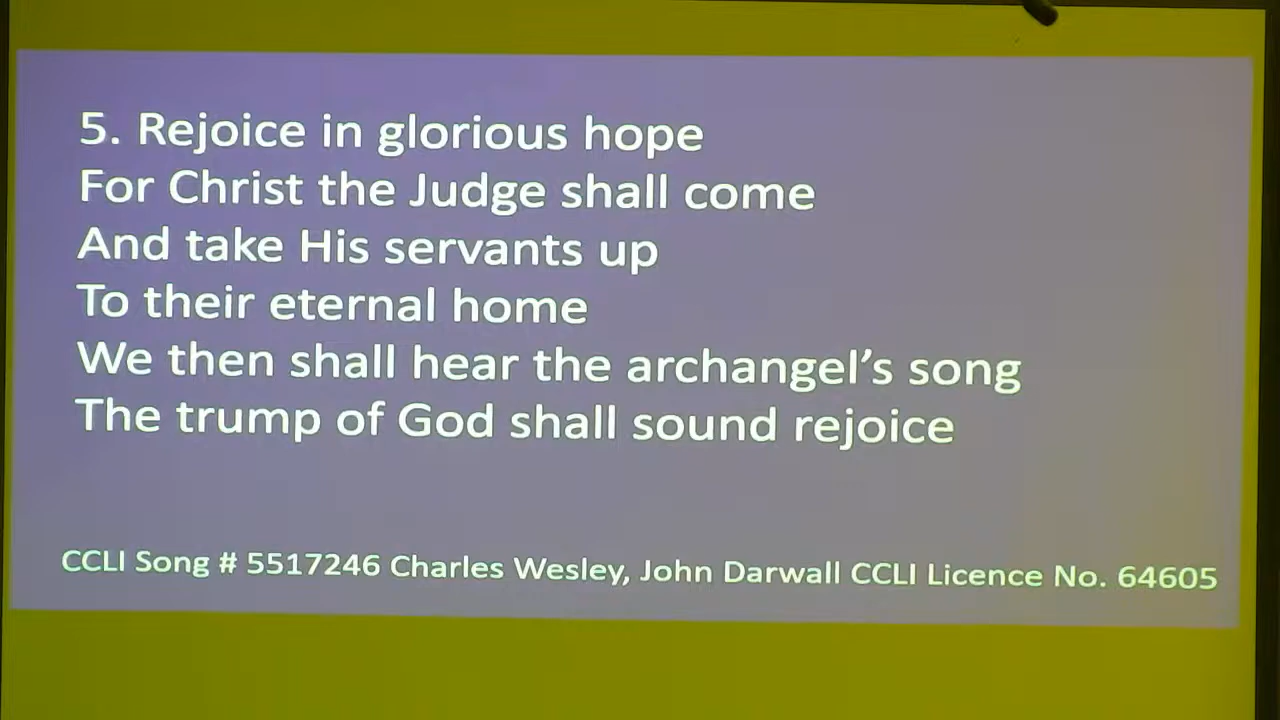 5. Rejoice in glorious hope
For Christ the Judge shall come
And take His servants up
To their eternal home
We then shall hear the archangel’s song
The trump of God shall sound rejoice
CCLI Song # 5517246 Charles Wesley, John Darwall CCLI Licence No. 64605